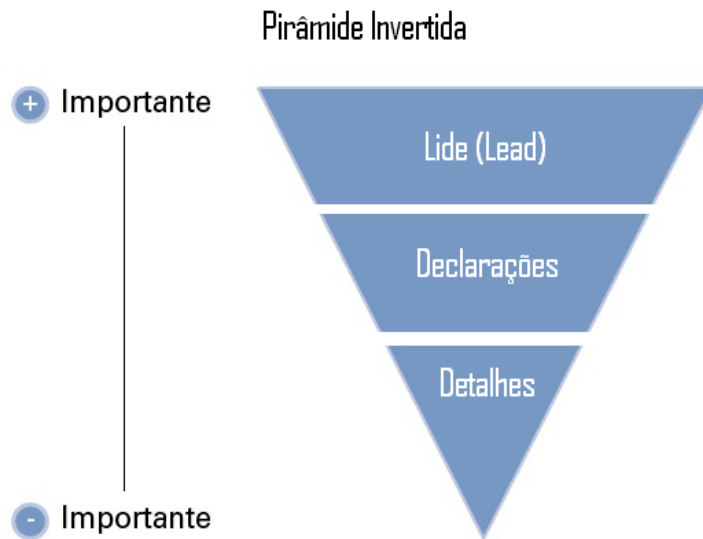 Pirâmide Invertida
+ Importante
Lide (Lead)
Declarações
Detalhes
- Importante